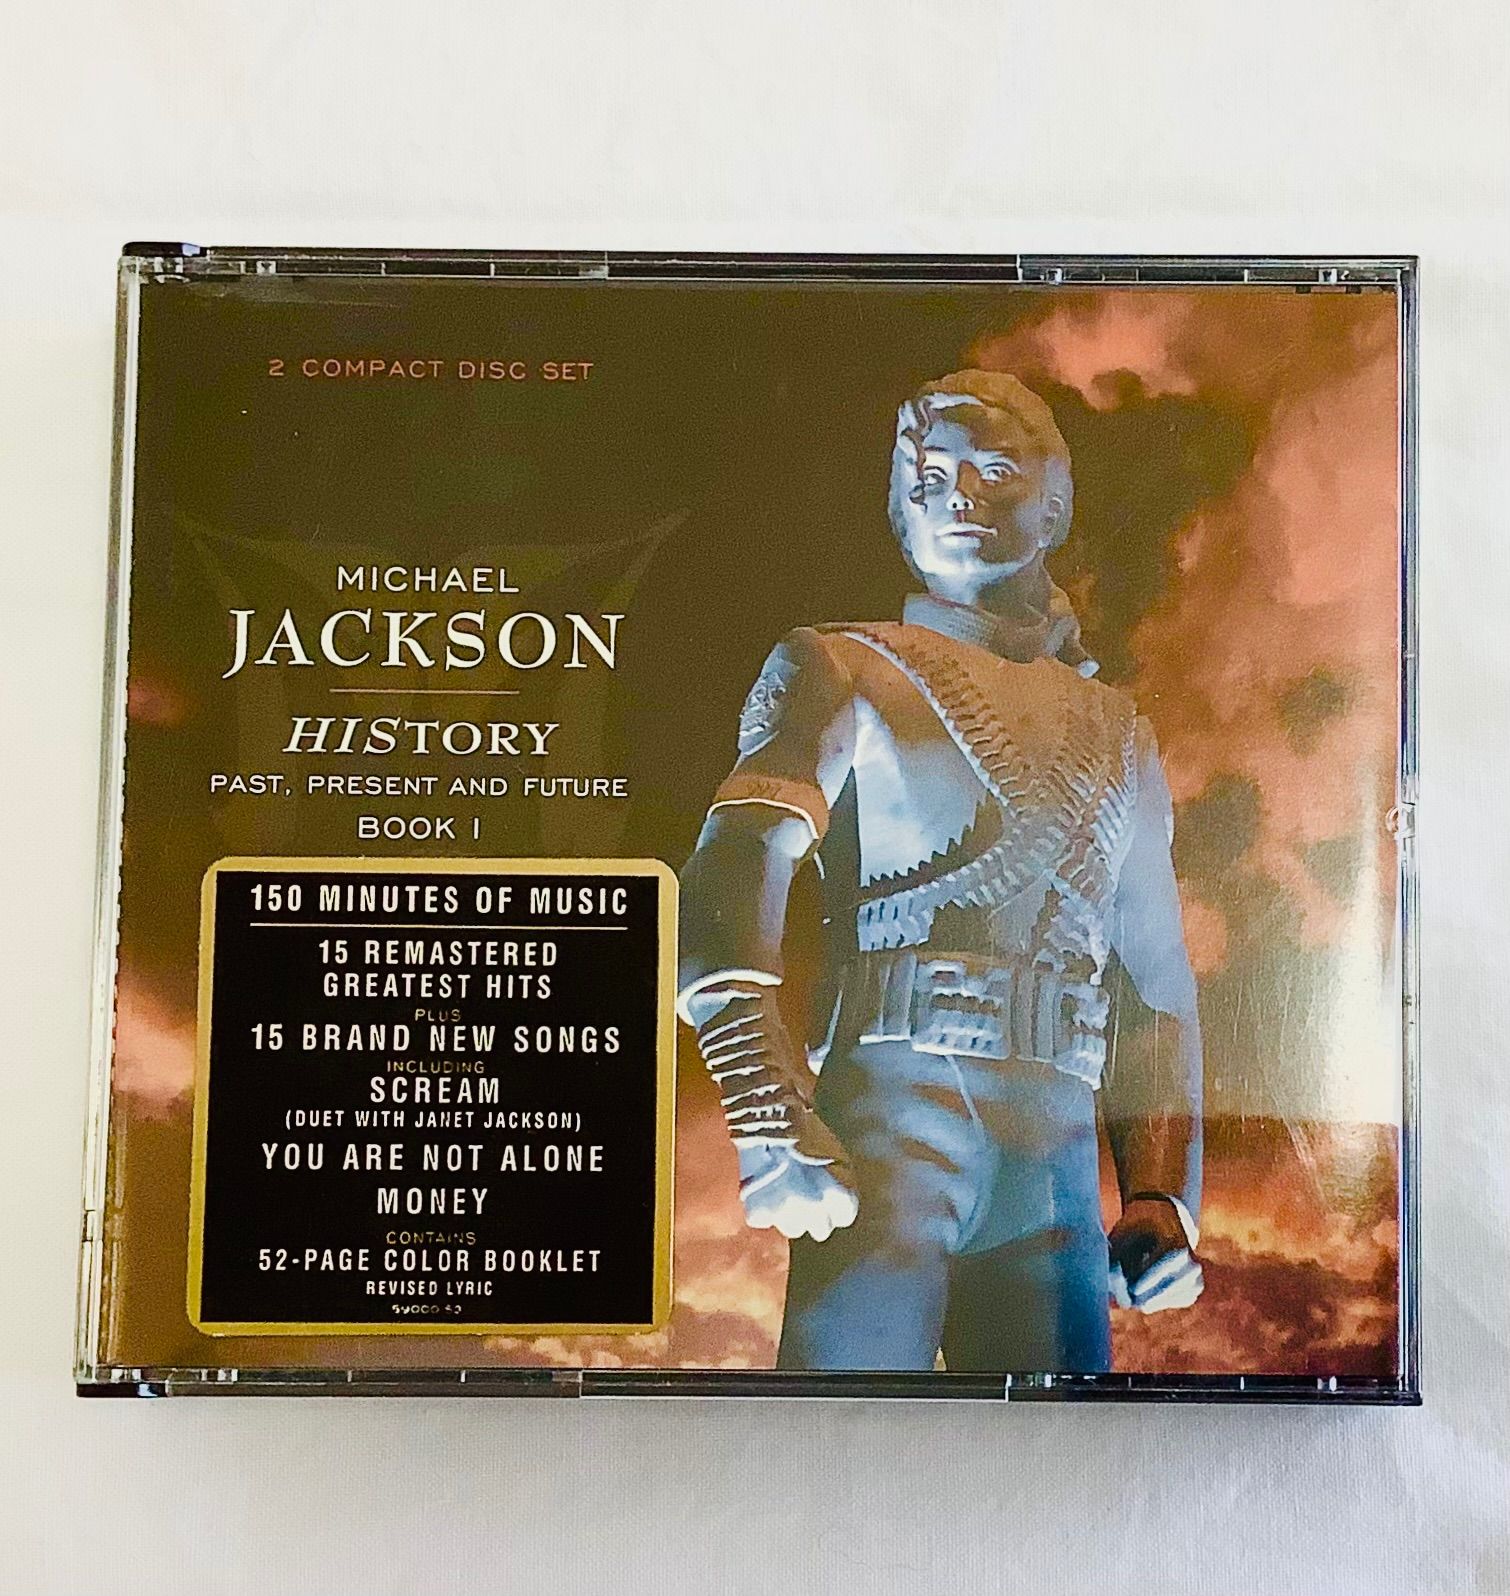 2 COMPACT DISC SET
MICHAEL
JACKSON
HISTORY
PAST, PRESENT AND FUTURE
BOOK I
150 MINUTES OF MUSIC
15 REMASTERED
GREATEST HITS
PLUS
15 BRAND NEW SONGS
INCLUDING
SCREAM
(DUET WITH JANET JACKSON)
YOU ARE NOT ALONE
MONEY
CONTAINS
52-PAGE COLOR BOOKLET
REVISED LYRIC